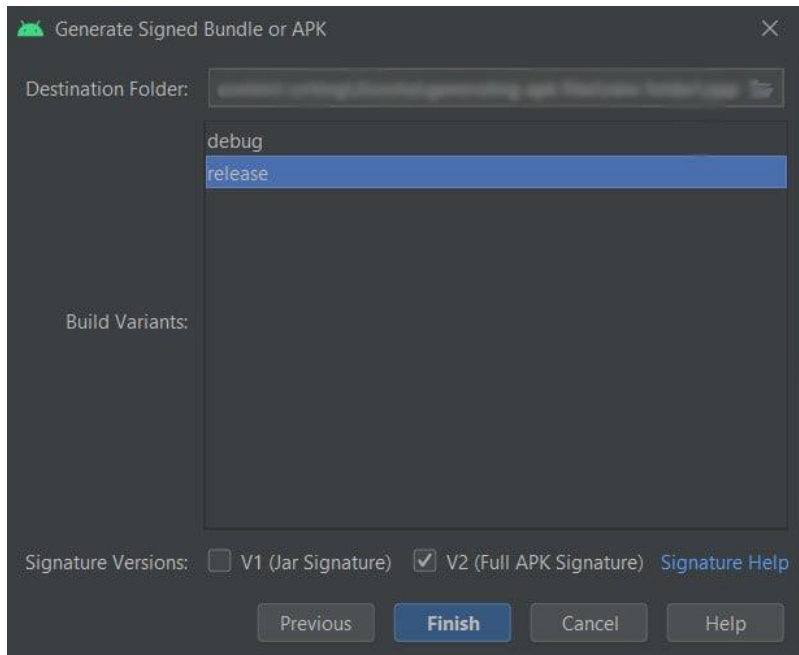 Generate Signed Bundle or APK
Destination Folder:
debug
release
Build Variants:
Signature Versions: V1 (Jar Signature) V2 (Full APK Signature) Signature Help
Previous Finish Cancel Help